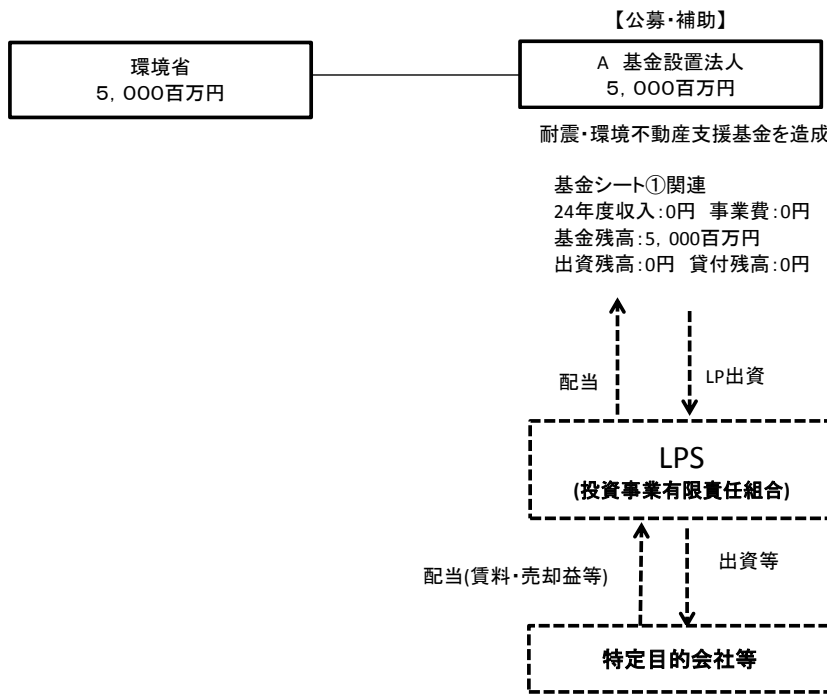 【公募・補助】
環境省
5,000百万円
A 基金設置法人
5,000百万円
耐震・環境不動産支援基金を造成
基金シート①関連
24年度収入:0円 事業費:0円
基金残高:5,000百万円
出資残高:0円 貸付残高:0円
配当
LP出資
LPS
(投資事業有限責任組合)
配当(賃料・売却益等)
出資等
特定目的会社等